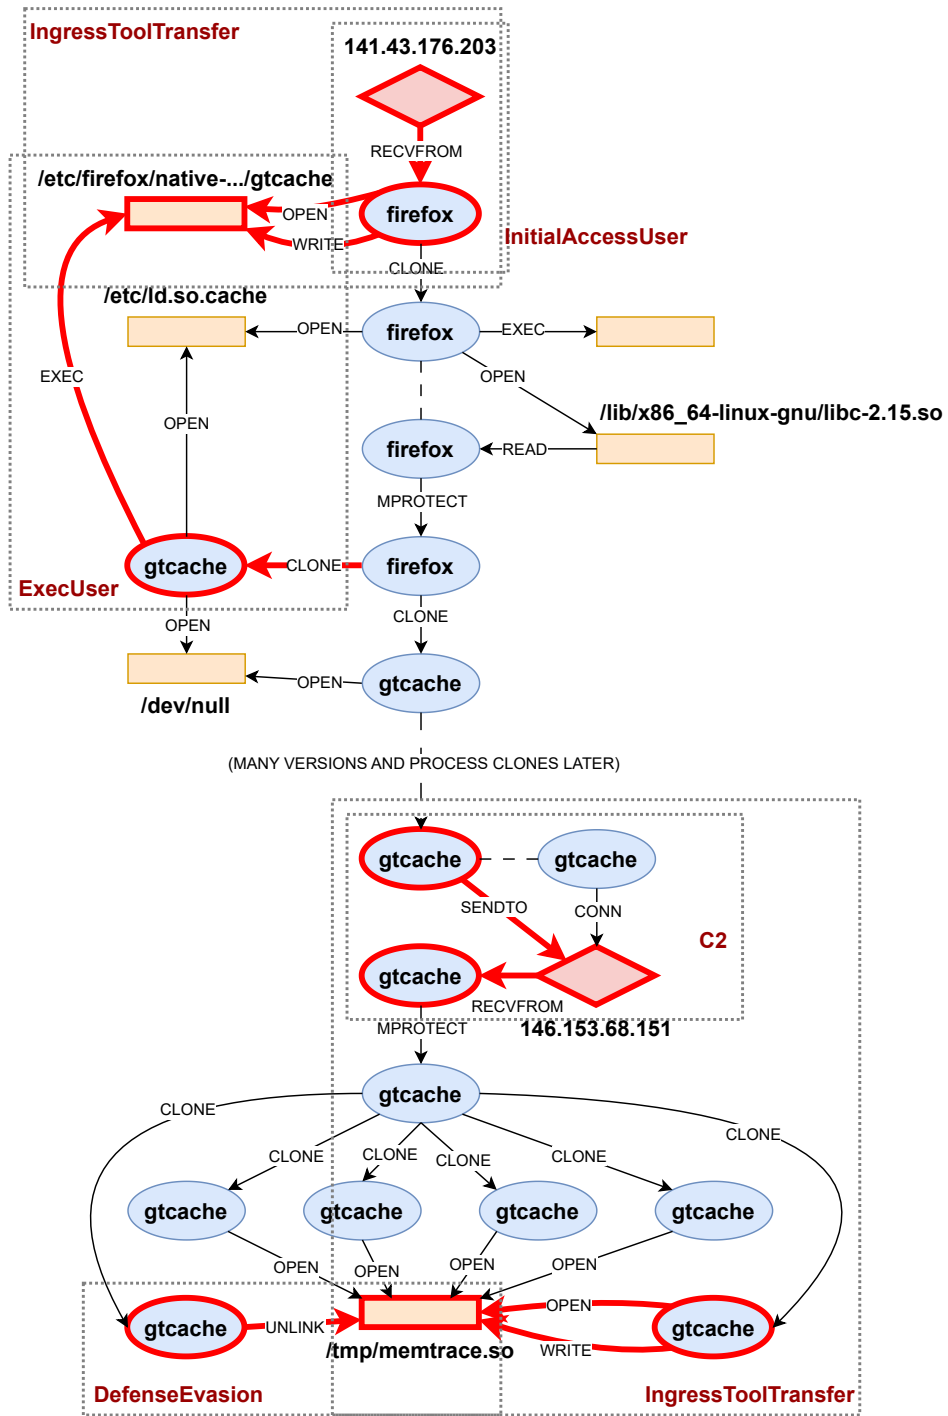 IngressToolTransfer
141.43.176.203
RECVFROM
/etc/firefox/native-.../gtcache
OPEN
firefox
WRITE
InitialAccessUser
CLONE
/etc/ld.so.cache
OPEN
firefox
EXEC
EXEC
OPEN
/lib/x86_64-linux-gnu/libc-2.15.so
OPEN
firefox
READ
MPROTECT
gtcache
CLONE
firefox
ExecUser
OPEN
CLONE
OPEN
gtcache
/dev/null
(MANY VERSIONS AND PROCESS CLONES LATER)
gtcache
gtcache
SENDTO
CONN
C2
gtcache
RECVFROM
146.153.68.151
MPROTECT
gtcache
CLONE
CLONE
CLONE
CLONE
CLONE
CLONE
gtcache
gtcache
gtcache
gtcache
OPEN
OPEN
OPEN
OPEN
gtcache
UNLINK
OPEN
gtcache
WRITE
/tmp/memtrace.so
DefenseEvasion
IngressToolTransfer